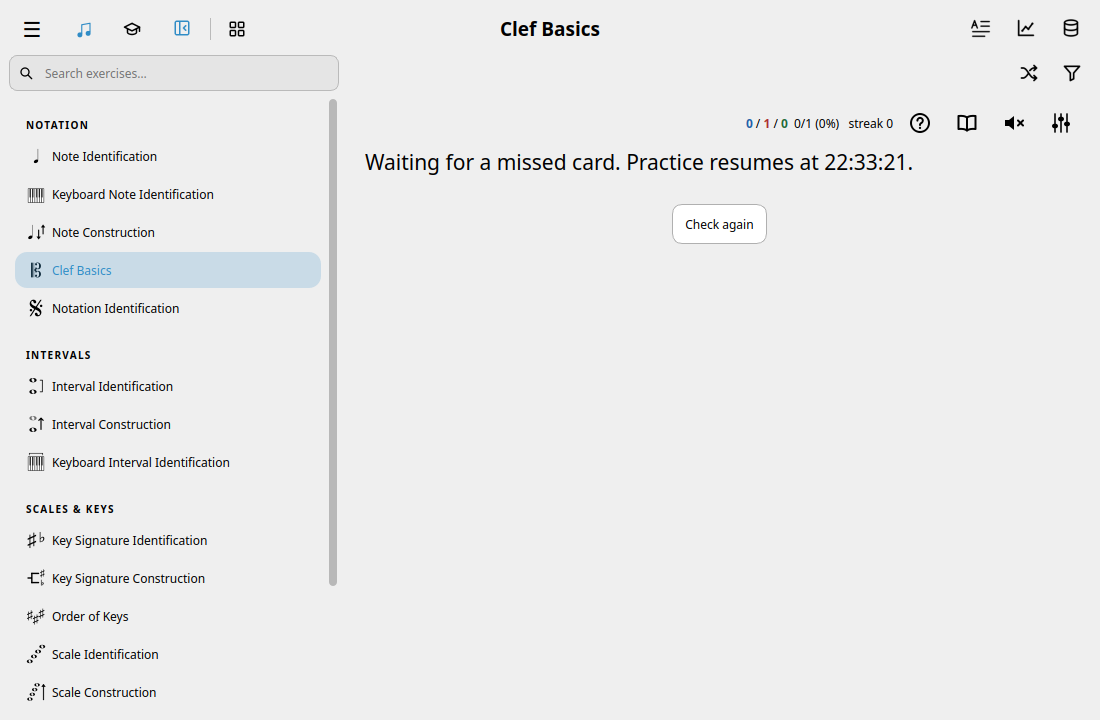 Clef Basics
Search exercises...
0 / 1 / 0 0/1 (0%) streak 0
Waiting for a missed card. Practice resumes at 22:33:21.
Check again
NOTATION
Note Identification
Keyboard Note Identification
Note Construction
Clef Basics
Notation Identification
INTERVALS
Interval Identification
Interval Construction
Keyboard Interval Identification
SCALES & KEYS
Key Signature Identification
Key Signature Construction
Order of Keys
Scale Identification
Scale Construction